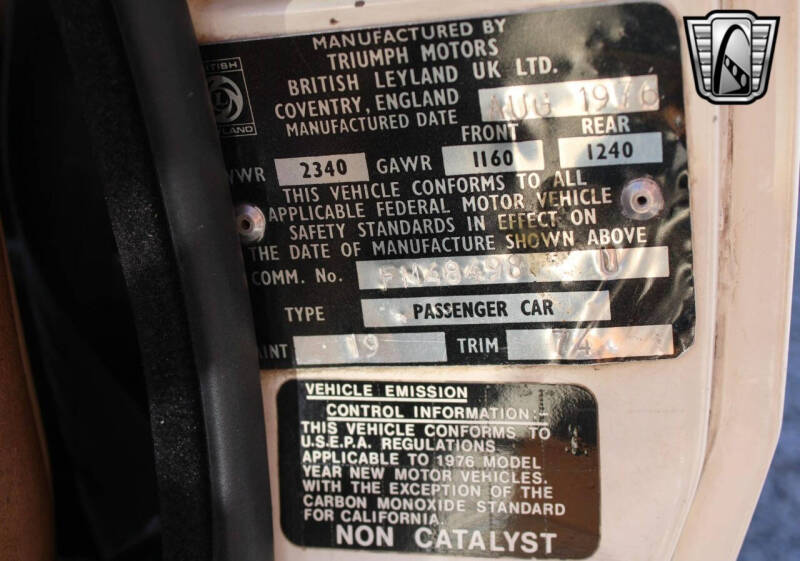 MANUFACTURED BY
TRIUMPH MOTORS
BRITISH LEYLAND UK LTD.
COVENTRY, ENGLAND
MANUFACTURED DATE AUG 1976
FRONT REAR
2340 GAWR 1160 1240
THIS VEHICLE CONFORMS TO ALL
APPLICABLE FEDERAL MOTOR VEHICLE
SAFETY STANDARDS IN EFFECT ON
THE DATE OF MANUFACTURE SHOWN ABOVE
COMM. No. U
TYPE PASSENGER CAR
19 TRIM 74
VEHICLE EMISSION
CONTROL INFORMATION:-
THIS VEHICLE CONFORMS TO
U.S.E.P.A. REGULATIONS
APPLICABLE TO 1976 MODEL
YEAR NEW MOTOR VEHICLES.
WITH THE EXCEPTION OF THE
CARBON MONOXIDE STANDARD
FOR CALIFORNIA.
NON CATALYST